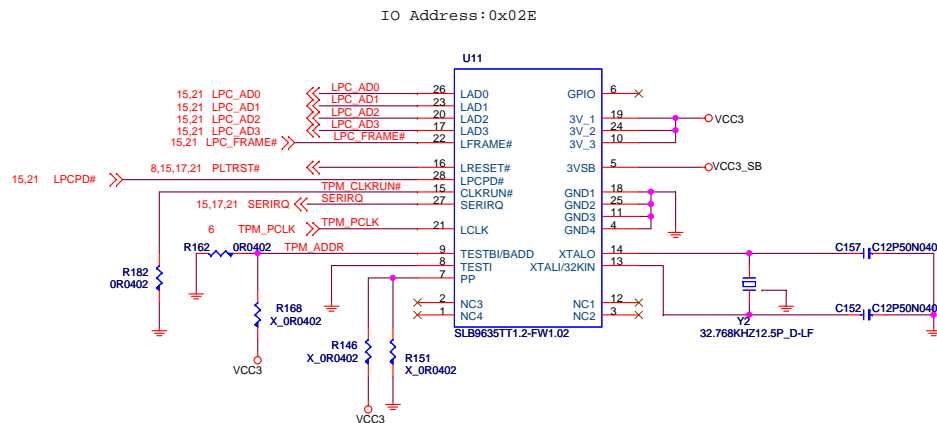 IO Address:0x02E
U11
15,21 LPC_AD0 LPC_AD0 26 LAD0 GPIO 6
15,21 LPC_AD1 LPC_AD1 23 LAD1 3V_1 19 VCC3
15,21 LPC_AD2 LPC_AD2 20 LAD2 3V_2 24
15,21 LPC_AD3 LPC_AD3 17 LAD3 3V_3 10
15,21 LPC_FRAME# LPC_FRAME# 22 LFRAME#
8,15,17,21 PLTRST# 16 LRESET# 3VSB 5 VCC3_SB
15,21 LPCPD# 28 LPCPD#
TPM_CLKRUN# 15 CLKRUN# GND1 18
15,17,21 SERIRQ SERIRQ 27 SERIRQ GND2 25
GND3 11
6 TPM_PCLK TPM_PCLK 21 LCLK GND4 4
R162 0R0402 TPM_ADDR 9 TESTBI/BADD XTALO 14 C157 C12P50N040
8 TESTI XTALI/32KIN 13
R182 7 PP
0R0402
2 NC3 NC1 12
R168 1 NC4 NC2 3 C152 C12P50N040
X_0R0402
Y2
SLB9635TT1.2-FW1.02 32.768KHZ12.5P_D-LF
R146 R151
X_0R0402 X_0R0402
VCC3
VCC3